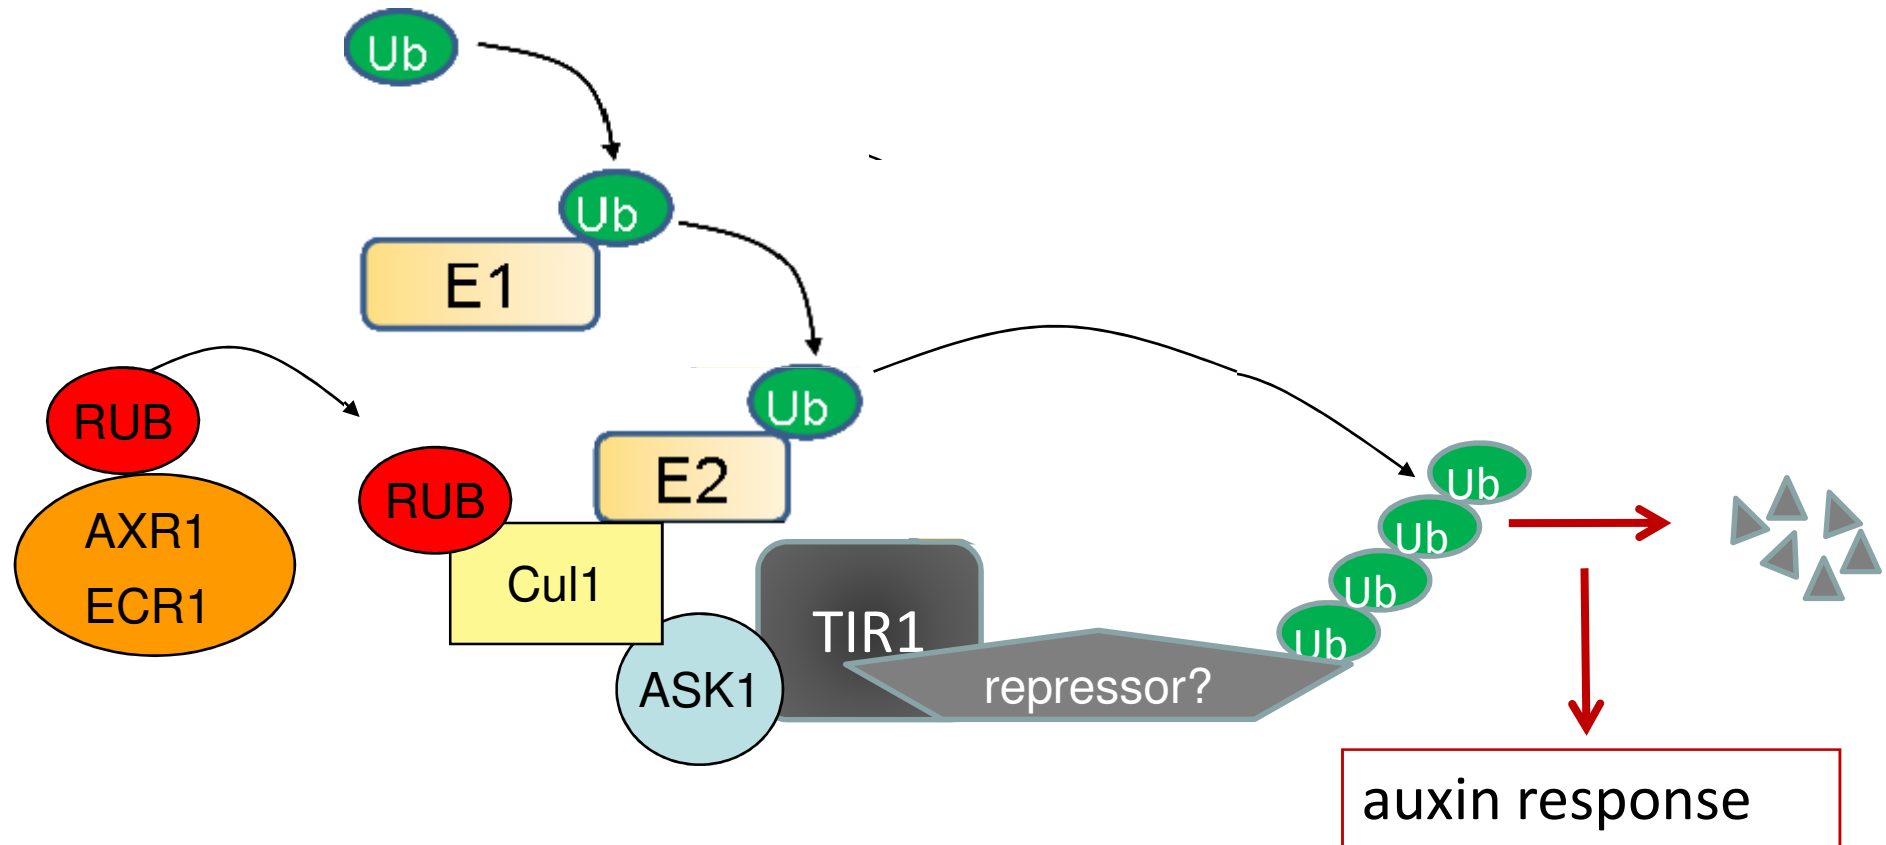 Ub
Ub
E1
RUB
Ub
E2
RUB
AXR1
ECR1
Cul1
ASK1
TIR1
repressor?
Ub
Ub
Ub
Ub
auxin response